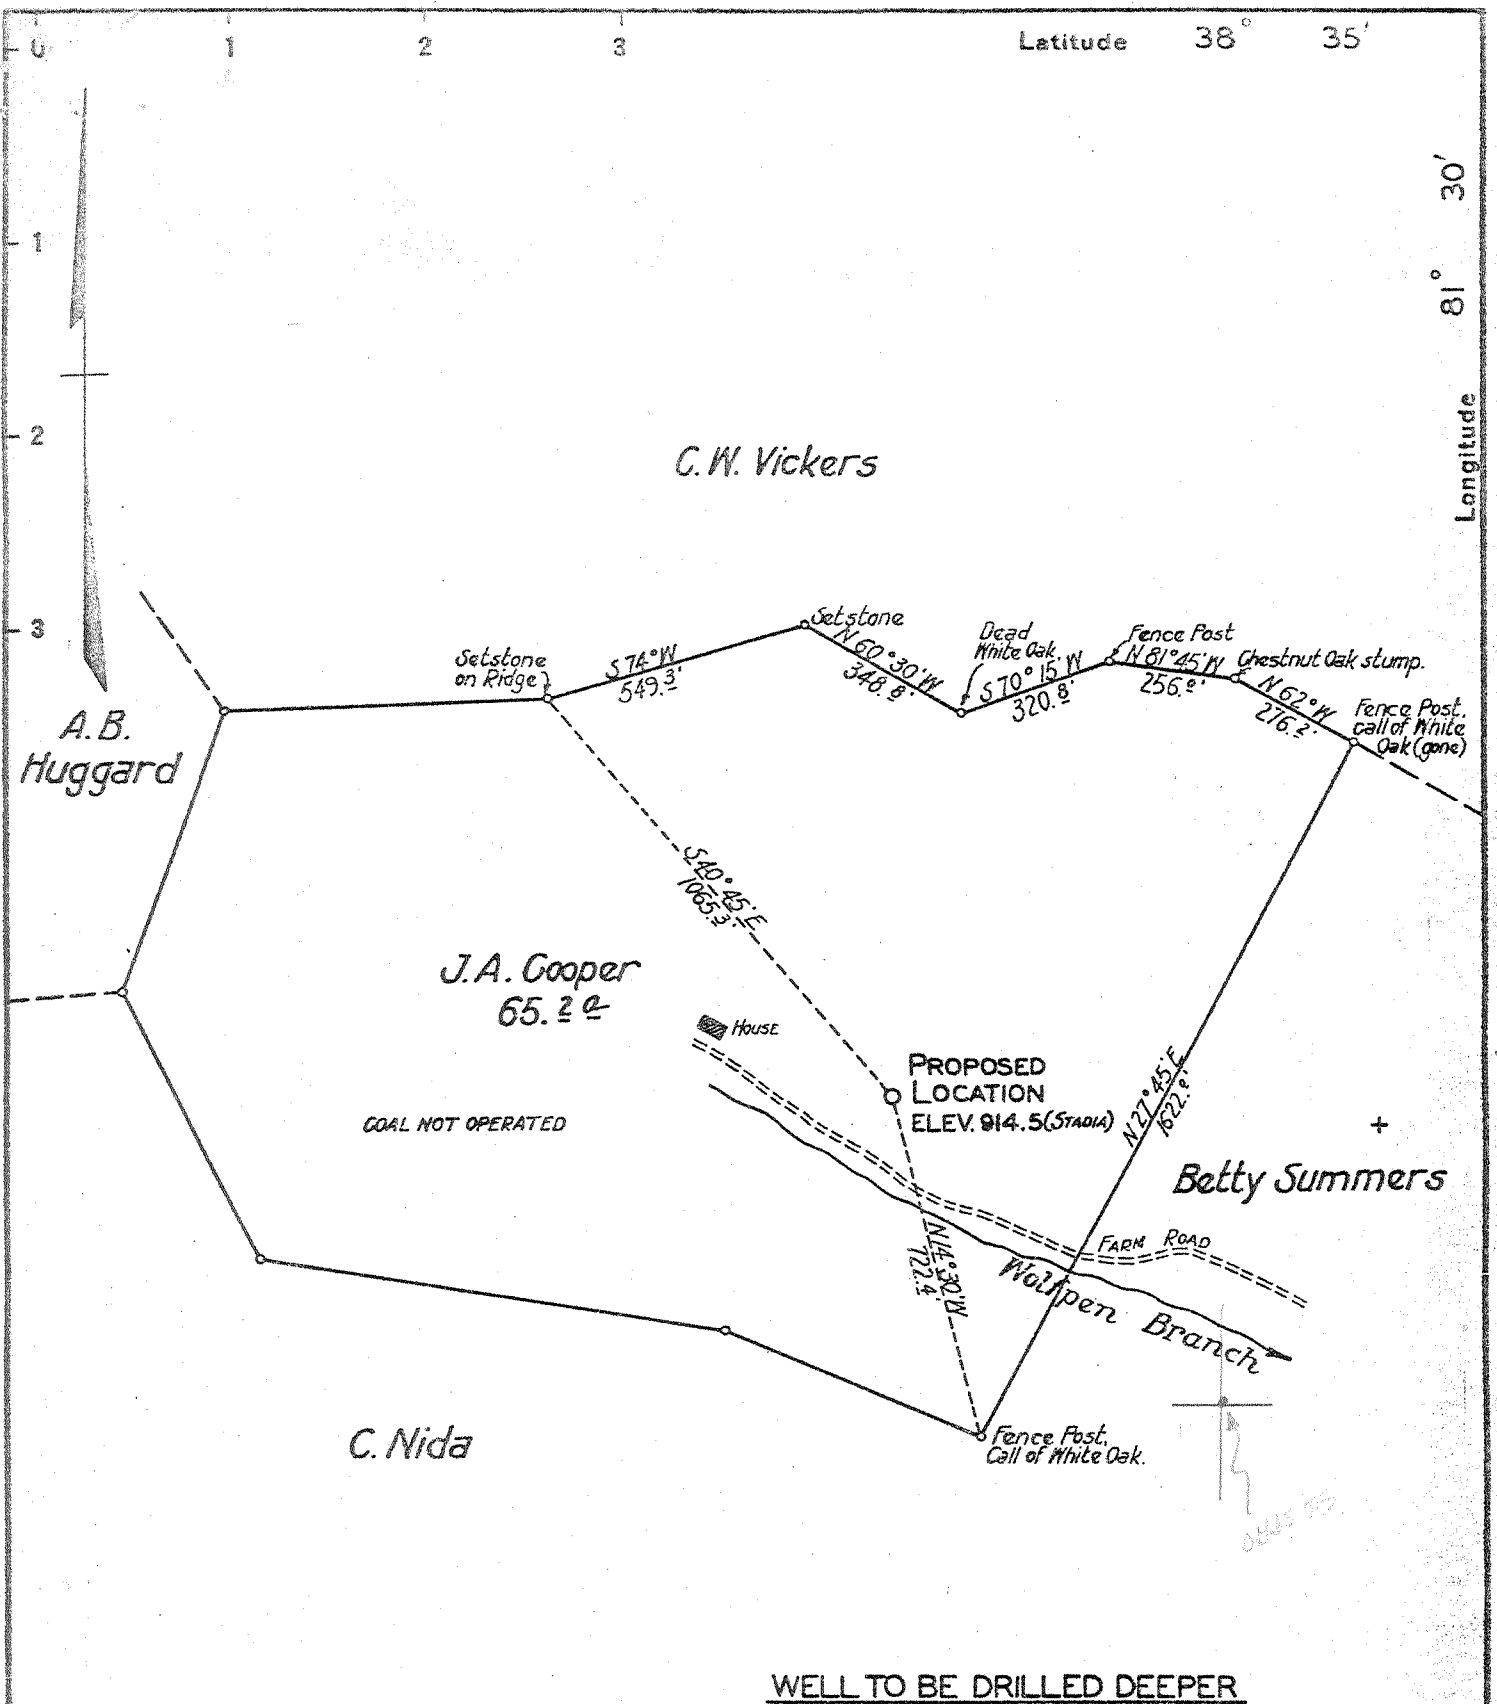 0 1 2 3 Latitude 38° 35'
81° 30'
Longitude
1
2
3
C.W. Vickers
Setstone
on Ridge
S 74° W
549.3'
Setstone
N 60° 30' W
348.8'
Dead
White Oak.
S 70° 15' W
320.8'
Fence Post
N 81° 45' W
256.0'
Chestnut Oak stump.
N 62° W
276.2'
Fence Post.
call of White
Oak (gone)
A.B.
Huggard
S 40° 45' E
1065.3'
J.A. Cooper
65.2 a
HOUSE
PROPOSED
LOCATION
ELEV. 914.5 (STADIA)
COAL NOT OPERATED
N 27° 45' E
1622.0'
+
Betty Summers
FARM ROAD
N 14° 30' W
722.4'
Wolfpen Branch
C. Nida
Fence Post.
Call of White Oak.
WELL TO BE DRILLED DEEPER